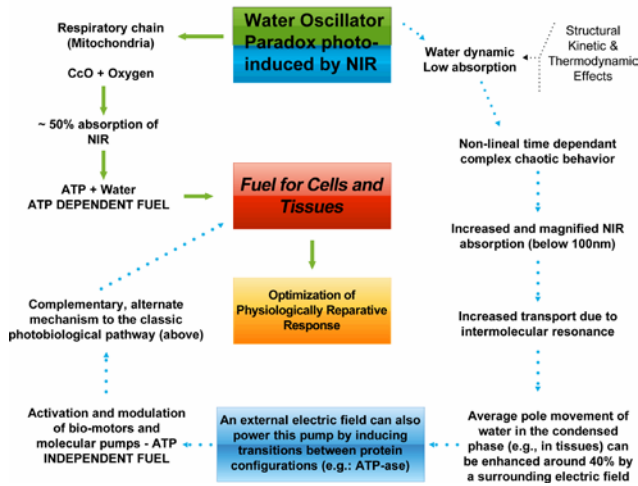 Water Oscillator
Paradox photo-
induced by NIR
Respiratory chain
(Mitochondria)
CcO + Oxygen
~ 50% absorption of
NIR
ATP + Water
ATP DEPENDENT FUEL
Fuel for Cells and
Tissues
Optimization of
Physiologically Reparative
Response
Water dynamic
Low absorption
Structural
Kinetic &
Thermodynamic
Effects
Non-lineal time dependant
complex chaotic behavior
Increased and magnified NIR
absorption (below 100nm)
Increased transport due to
intermolecular resonance
Average pole movement of
water in the condensed
phase (e.g., in tissues) can
be enhanced around 40% by
a surrounding electric field
An external electric field can also
power this pump by inducing
transitions between protein
configurations (e.g.: ATP-ase)
Activation and modulation
of bio-motors and
molecular pumps - ATP
INDEPENDENT FUEL
Complementary, alternate
mechanism to the classic
photobiological pathway (above)